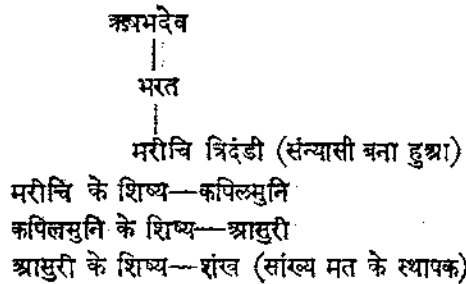 ऋषभदेव
भरत
मरीचि त्रिदंडी (संन्यासी बना हुआ)
मरीचि के शिष्य—कपिलमुनि
कपिलमुनि के शिष्य—आसुरी
आसुरी के शिष्य—शंख (सांख्य मत के स्थापक)